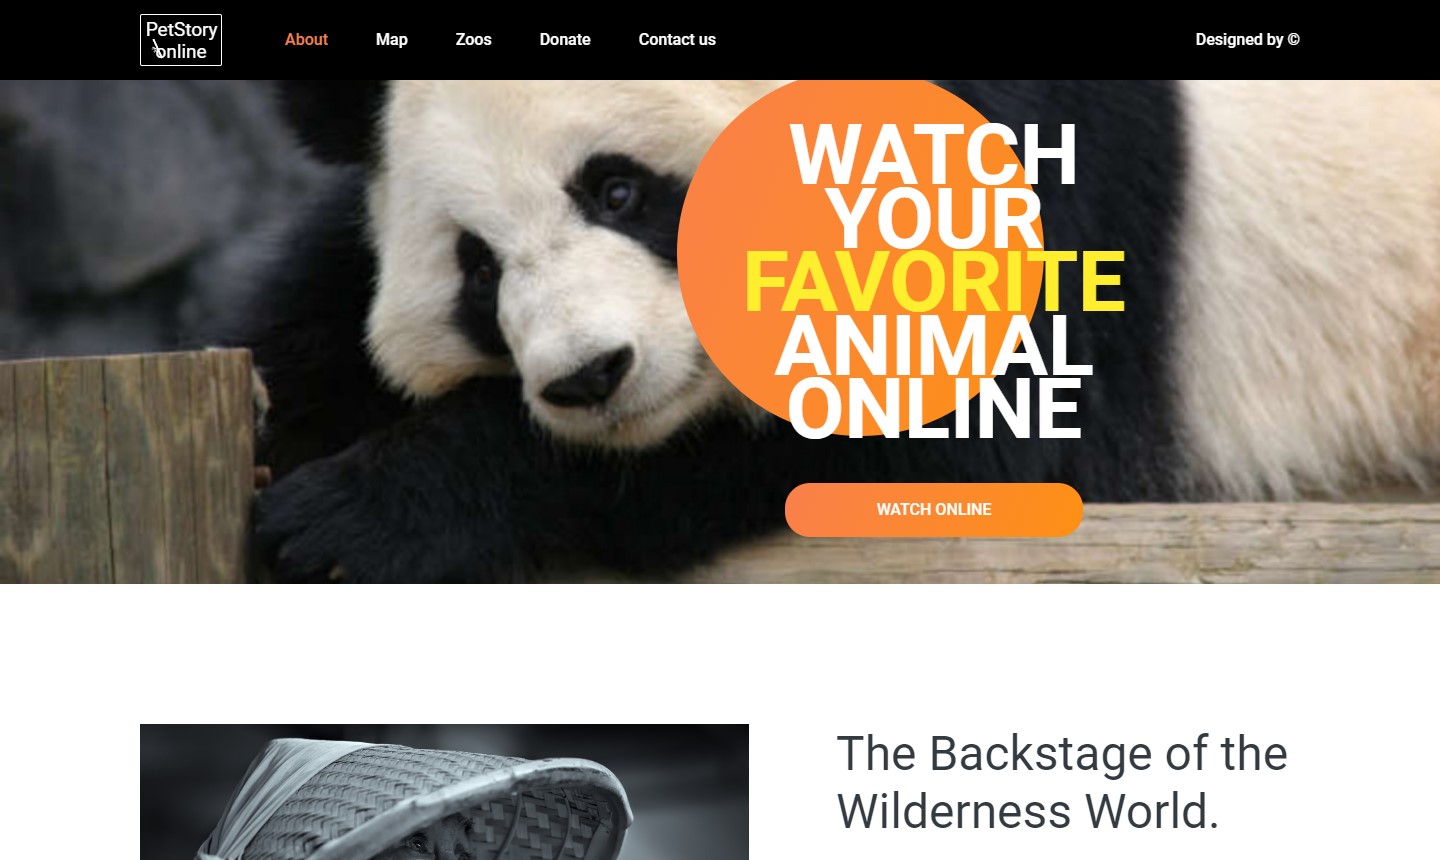 PetStory
online
About
Map
Zoos
Donate
Contact us
Designed by ©
WATCH
YOUR
FAVORITE
ANIMAL
ONLINE
WATCH ONLINE
The Backstage of the
Wilderness World.